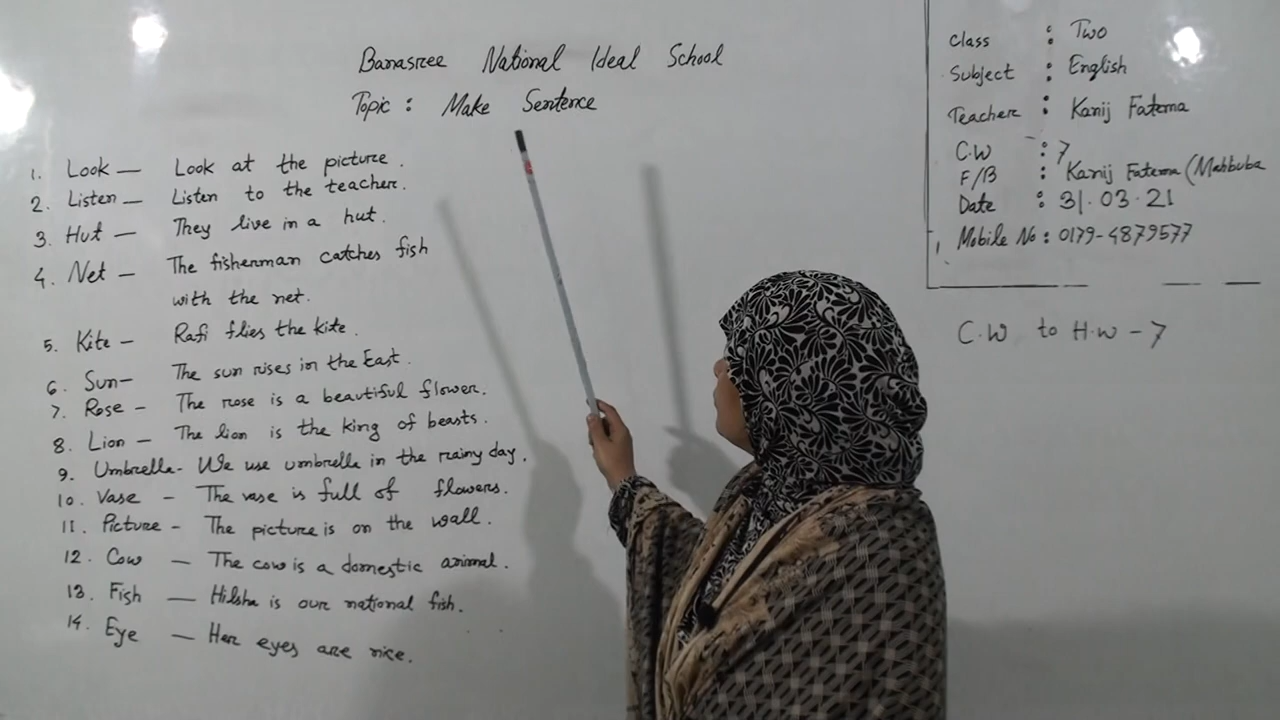 Banasree National Ideal School
Topic : Make Sentence
1. Look — Look at the picture.
2. Listen — Listen to the teacher.
3. Hut — They live in a hut.
4. Net — The fisherman catches fish
with the net.
5. Kite — Rafi flies the kite.
6. Sun — The sun rises in the East.
7. Rose — The rose is a beautiful flower.
8. Lion — The lion is the king of beasts.
9. Umbrella - We use umbrella in the rainy day.
10. Vase - The vase is full of flowers.
11. Picture - The picture is on the wall.
12. Cow — The cow is a domestic animal.
13. Fish — Hilsha is our national fish.
14. Eye — Her eyes are nice.
Class : Two
Subject : English
Teacher : Kanij Fatema
C.W : 7
F/B : Kanij Fatema (Mahbuba
Date : 31.03.21
Mobile No : 0179-4879577
C.W to H.W - 7